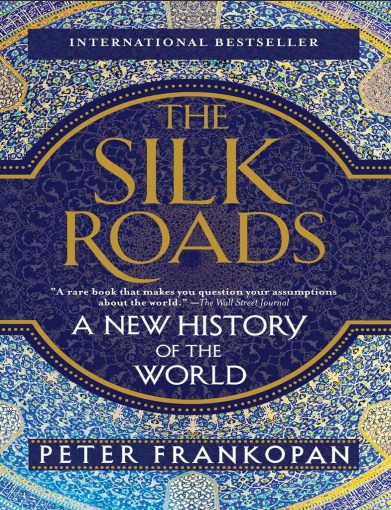 INTERNATIONAL BESTSELLER
THE
SILK
ROADS
"A rare book that makes you question your assumptions
about the world." —The Wall Street Journal
A NEW HISTORY
OF THE
WORLD
PETER FRANKOPAN